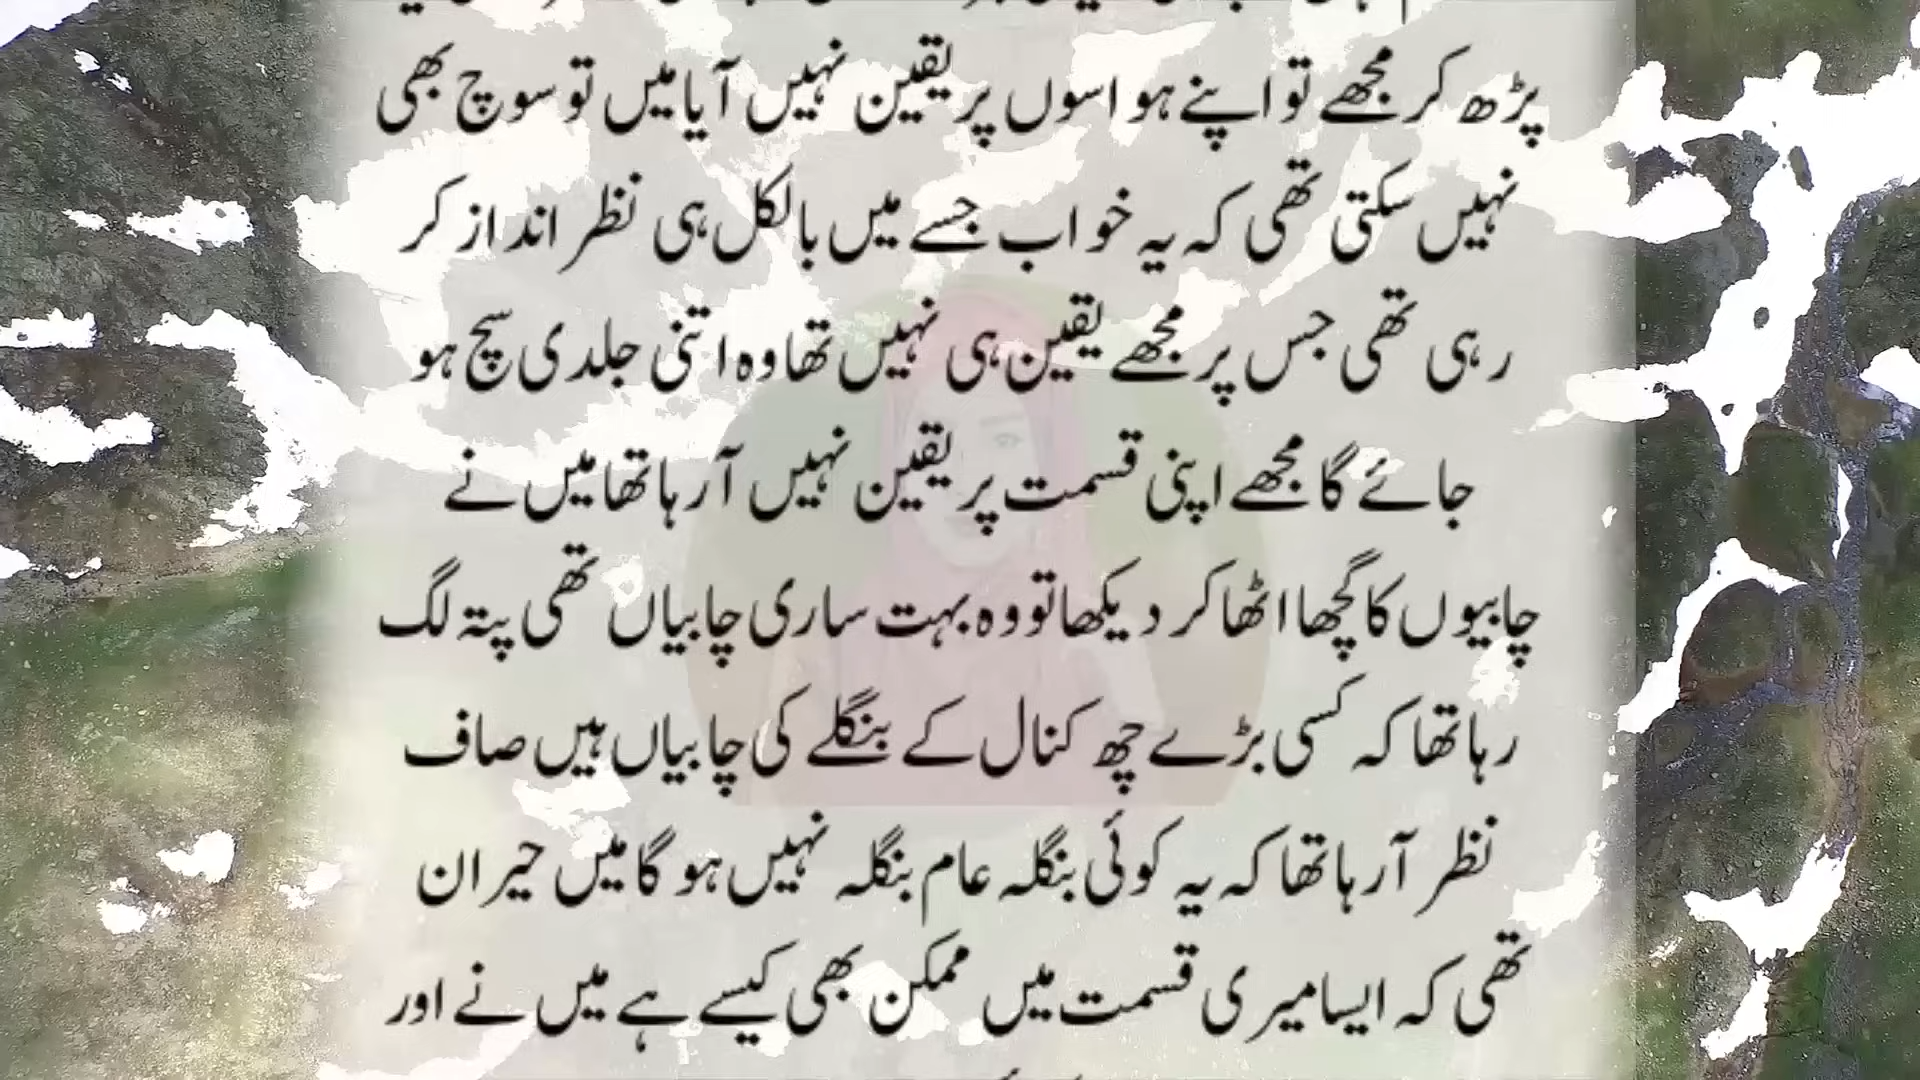 پڑھ کر مجھے تو اپنے ہواسوں پر یقین نہیں آیا میں تو سوچ بھی
نہیں سکتی تھی کہ یہ خواب جسے میں بالکل ہی نظر انداز کر
رہی تھی جس پر مجھے یقین ہی نہیں تھا وہ اتنی جلدی سچ ہو
جائے گا مجھے اپنی قسمت پر یقین نہیں آ رہا تھا میں نے
چابیوں کا گچھا اٹھا کر دیکھا تو وہ بہت ساری چابیاں تھی پتہ لگ
رہا تھا کہ کسی بڑے چھ کنال کے بنگلے کی چابیاں ہیں صاف
نظر آ رہا تھا کہ یہ کوئی بنگلہ عام بنگلہ نہیں ہو گا میں حیران
تھی کہ ایسا میری قسمت میں ممکن بھی کیسے ہے میں نے اور